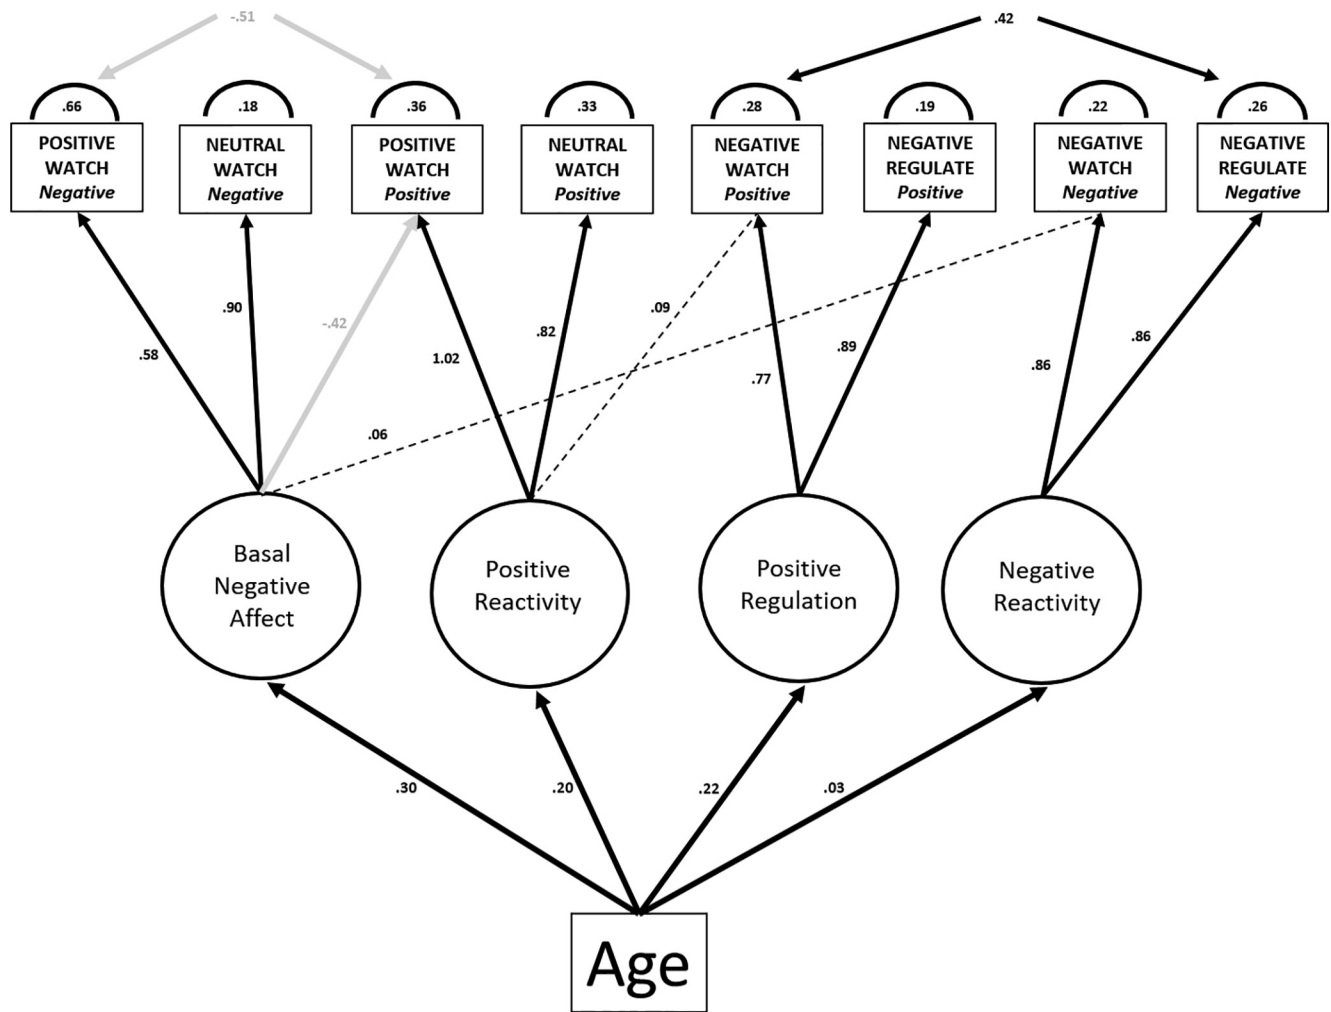 -.51
.42
.66
.18
.36
.33
.28
.19
.22
.26
POSITIVE
WATCH
Negative
NEUTRAL
WATCH
Negative
POSITIVE
WATCH
Positive
NEUTRAL
WATCH
Positive
NEGATIVE
WATCH
Positive
NEGATIVE
REGULATE
Positive
NEGATIVE
WATCH
Negative
NEGATIVE
REGULATE
Negative
.58
.90
-.42
1.02
.82
.09
.77
.89
.86
.86
.06
Basal
Negative
Affect
Positive
Reactivity
Positive
Regulation
Negative
Reactivity
.30
.20
.22
.03
Age